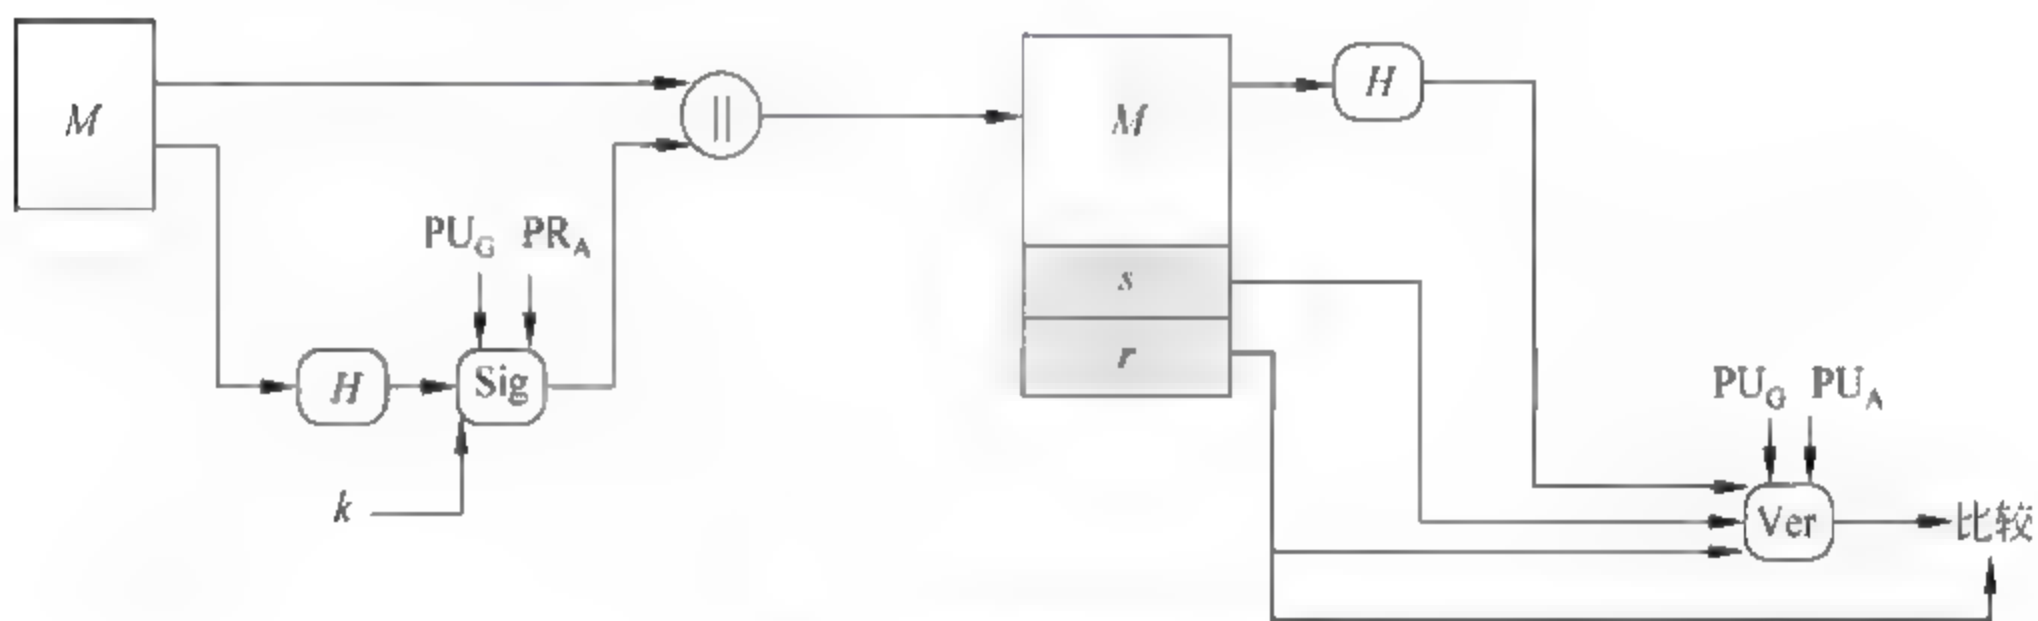 M
||
M
H
PU_G PR_A
s
r
H
Sig
PU_G PU_A
k
Ver
比较